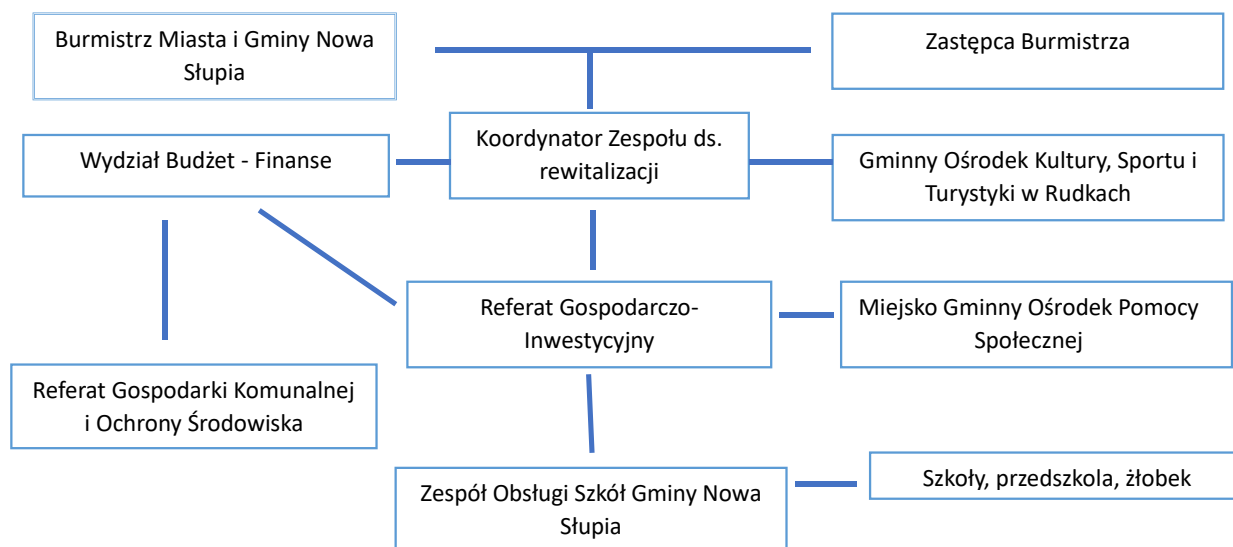 Burmistrz Miasta i Gminy Nowa
Słupia
Zastępca Burmistrza
Koordynator Zespołu ds.
rewitalizacji
Wydział Budżet - Finanse
Gminny Ośrodek Kultury, Sportu i
Turystyki w Rudkach
Referat Gospodarczo-
Inwestycyjny
Miejsko Gminny Ośrodek Pomocy
Społecznej
Referat Gospodarki Komunalnej
i Ochrony Środowiska
Zespół Obsługi Szkół Gminy Nowa
Słupia
Szkoły, przedszkola, żłobek